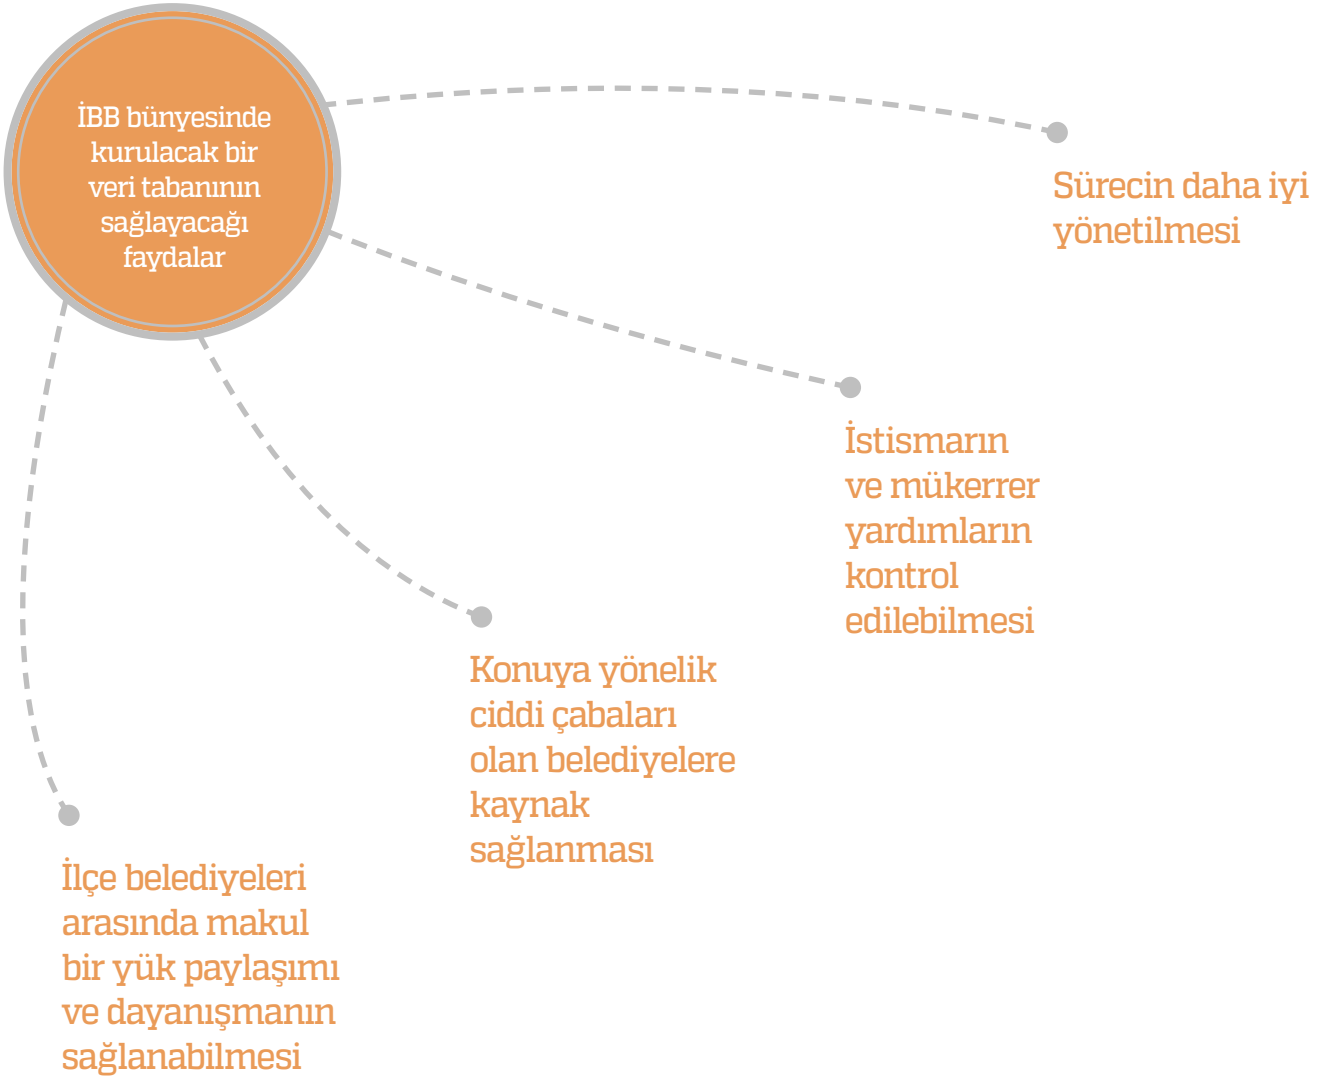 İBB bünyesinde
kurulacak bir
veri tabanının
sağlayacağı
faydalar
Sürecin daha iyi
yönetilmesi
İstismarın
ve mükerrer
yardımların
kontrol
edilebilmesi
Konuya yönelik
ciddi çabaları
olan belediyelere
kaynak
sağlanması
İlçe belediyeleri
arasında makul
bir yük paylaşımı
ve dayanışmanın
sağlanabilmesi